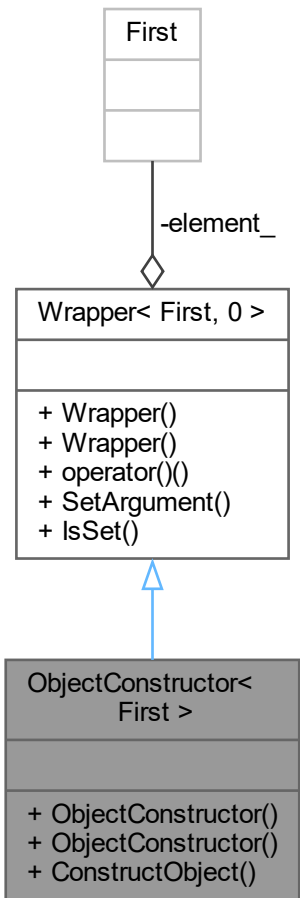 First
-element_
Wrapper< First, 0 >
+ Wrapper()
+ Wrapper()
+ operator()()
+ SetArgument()
+ IsSet()
ObjectConstructor<
First >
+ ObjectConstructor()
+ ObjectConstructor()
+ ConstructObject()